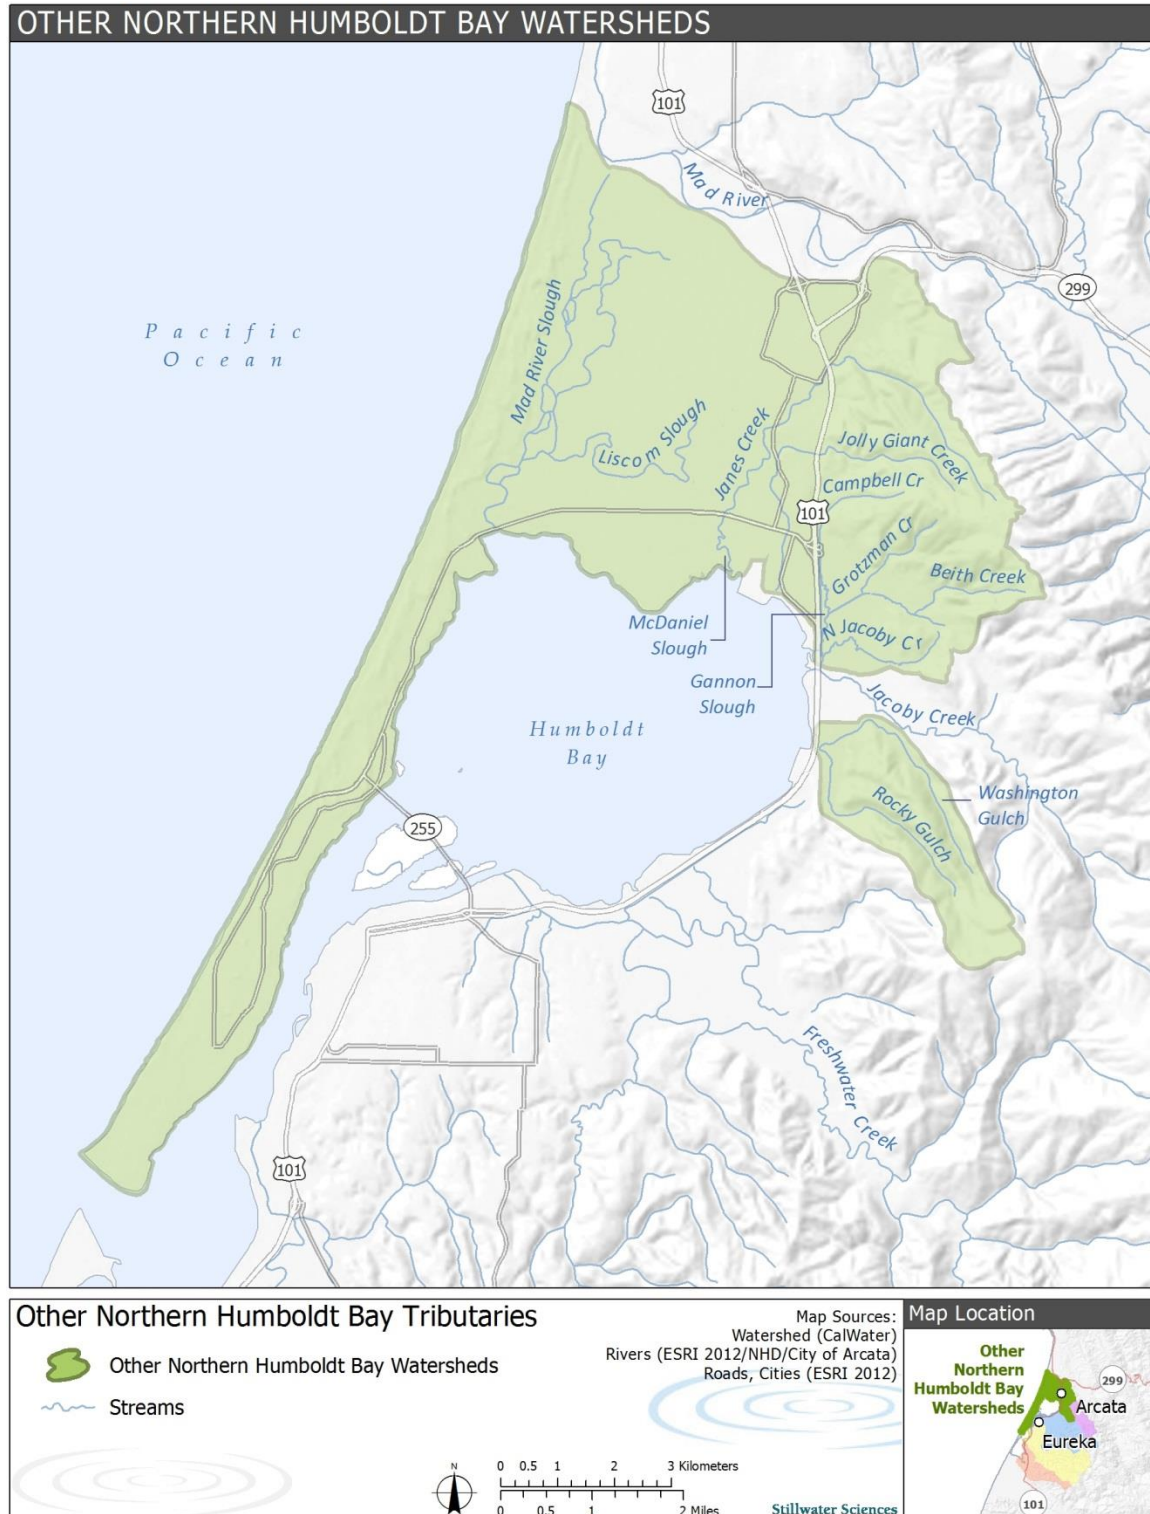 OTHER NORTHERN HUMBOLDT BAY WATERSHEDS
101
Mad River
299
Pacific
Ocean
Mad River Slough
Liscom Slough
Janes Creek
Jolly Giant Creek
Campbell Cr
101
Grotzman Cr
Beith Creek
McDaniel
Slough
N Jacoby Cr
Gannon
Slough
Jacoby Creek
Humboldt
Bay
Washington
Gulch
Rocky Gulch
255
Freshwater Creek
101
Other Northern Humboldt Bay Tributaries
Other Northern Humboldt Bay Watersheds
Streams
Map Sources:
Watershed (CalWater)
Rivers (ESRI 2012/NHD/City of Arcata)
Roads, Cities (ESRI 2012)
N
0 0.5 1 2 3 Kilometers
0 0.5 1 2 Miles
Stillwater Sciences
Map Location
Other
Northern
Humboldt Bay
Watersheds
299
Arcata
Eureka
101